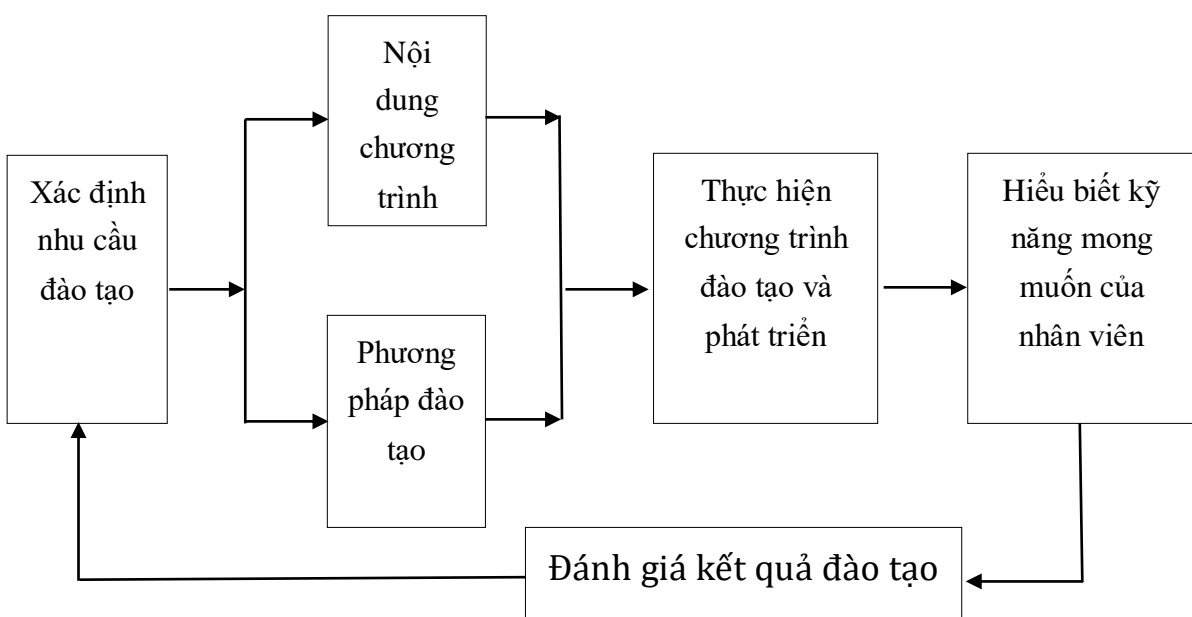 Xác định
nhu cầu
đào tạo
Nội
dung
chương
trình
Phương
pháp đào
tạo
Thực hiện
chương trình
đào tạo và
phát triển
Hiểu biết kỹ
năng mong
muốn của
nhân viên
Đánh giá kết quả đào tạo